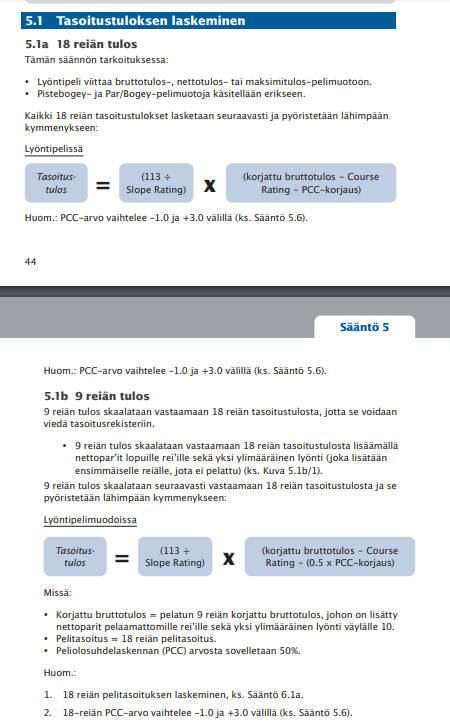 5.1 Tasoitustuloksen laskeminen
5.1a 18 reiän tulos
Tämän säännön tarkoituksessa:
• Lyöntipeli viittaa bruttotulos-, nettotulos- tai maksimitulos-pelimuotoon.
• Pistebogey- ja Par/Bogey-pelimuotoja käsitellään erikseen.
Kaikki 18 reiän tasoitustulokset lasketaan seuraavasti ja pyöristetään lähimpään
kymmenykseen:
Lyöntipelissä
Tasoitus-
tulos
=
(113 ÷
Slope Rating)
X
(korjattu bruttotulos – Course
Rating – PCC-korjaus)
Huom.: PCC-arvo vaihtelee -1.0 ja +3.0 välillä (ks. Sääntö 5.6).
44
Sääntö 5
Huom.: PCC-arvo vaihtelee -1.0 ja +3.0 välillä (ks. Sääntö 5.6).
5.1b 9 reiän tulos
9 reiän tulos skaalataan vastaamaan 18 reiän tasoitustulosta, jotta se voidaan
viedä tasoitusrekisteriin.
• 9 reiän tulos skaalataan vastaamaan 18 reiän tasoitustulosta lisäämällä
nettopar'it lopuille rei'ille sekä yksi ylimääräinen lyönti (joka lisätään
ensimmäiselle reiälle, jota ei pelattu) (ks. Kuva 5.1b/1).
9 reiän tulos skaalataan seuraavasti vastaamaan 18 reiän tasoitustulosta ja se
pyöristetään lähimpään kymmenykseen:
Lyöntipelimuodoissa
Tasoitus-
tulos
=
(113 ÷
Slope Rating)
X
(korjattu bruttotulos – Course
Rating – (0.5 x PCC-korjaus)
Missä:
• Korjattu bruttotulos = pelatun 9 reiän korjattu bruttotulos, johon on lisätty
nettoparit pelaamattomille rei'ille sekä yksi ylimääräinen lyönti väylälle 10.
• Pelitasoitus = 18 reiän pelitasoitus.
• Peliolosuhdelaskennan (PCC) arvosta sovelletaan 50%.
Huom.:
1. 18 reiän pelitasoituksen laskeminen, ks. Sääntö 6.1a.
2. 18-reiän PCC-arvo vaihtelee -1.0 ja +3.0 välillä (ks. Sääntö 5.6).